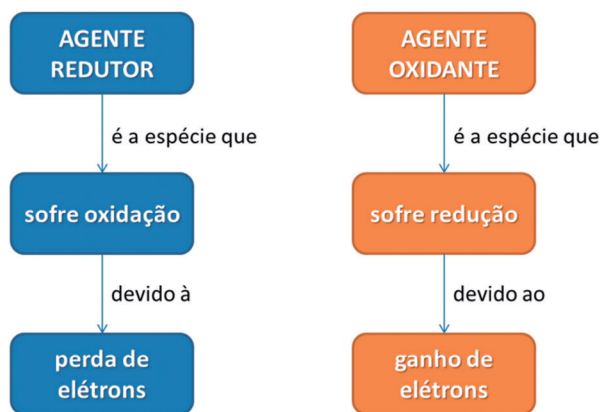 AGENTE
REDUTOR
é a espécie que
sofre oxidação
devido à
perda de
elétrons
AGENTE
OXIDANTE
é a espécie que
sofre redução
devido ao
ganho de
elétrons